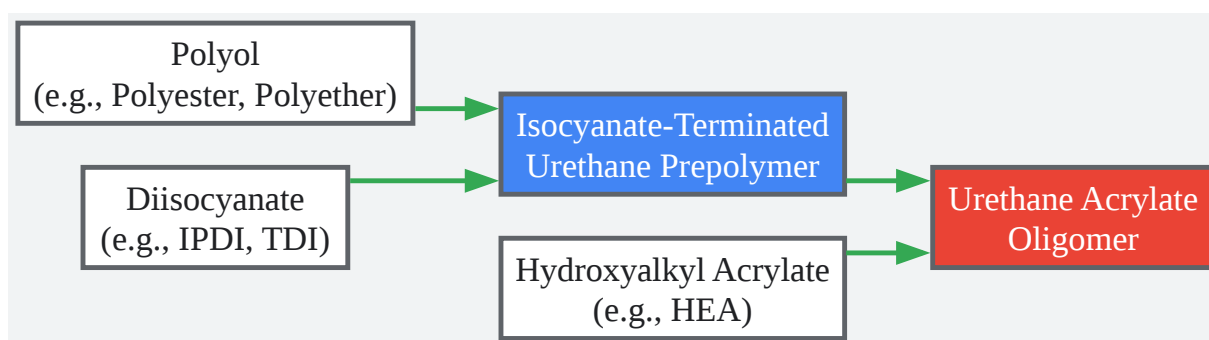 Polyol
(e.g., Polyester, Polyether)
Diisocyanate
(e.g., IPDI, TDI)
Isocyanate-Terminated
Urethane Prepolymer
Hydroxyalkyl Acrylate
(e.g., HEA)
Urethane Acrylate
Oligomer